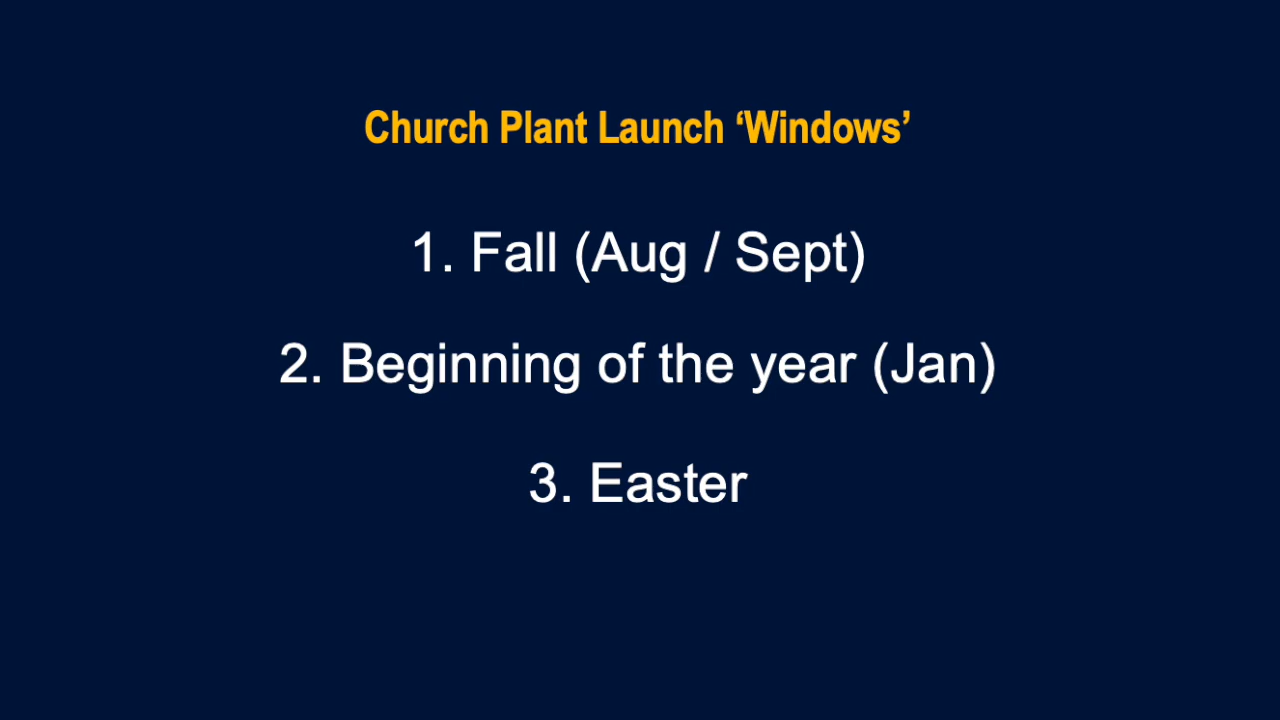 Church Plant Launch ‘Windows’
1. Fall (Aug / Sept)
2. Beginning of the year (Jan)
3. Easter